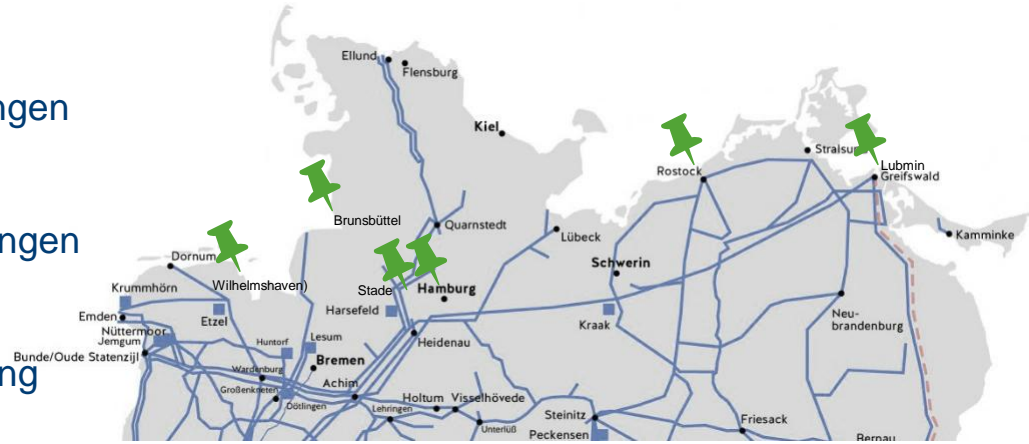 ngen
ngen
ng
Ellund
Flensburg
Kiel
Rostock
Lubmin
Greifswald
Brunsbüttel
Quarnstedt
Lübeck
Kamminke
Dornum
Wilhelmshaven)
Stade
Hamburg
Schwerin
Krummhörn
Emden
Etzel
Harsefeld
Kraak
Neu-
brandenburg
Nüttermoor
Jemgum
Bunde/Oude Statenzijl
Huntorf
Lesum
Heidenau
Bremen
Wardenburg
Achim
Großenkneten
Dötlingen
Lehringen
Holtum
Visselhövede
Unterlüß
Steinitz
Peckensen
Friesack
Bernau